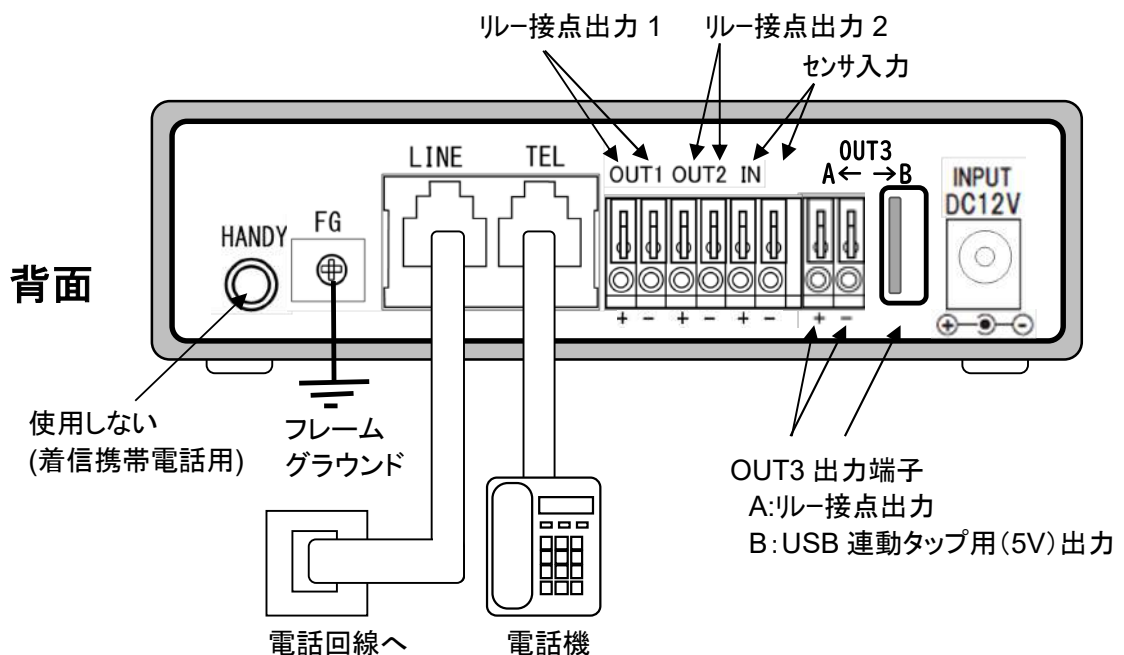 リレー接点出力 1
リレー接点出力 2
センサ入力
LINE
TEL
OUT1 OUT2 IN
OUT3
A← →B
INPUT
DC12V
HANDY
FG
背面
+ − + − + −
+ −
+ −
使用しない
(着信携帯電話用)
フレーム
グラウンド
OUT3 出力端子
A:リレー接点出力
B:USB 連動タップ用(5V)出力
電話回線へ
電話機